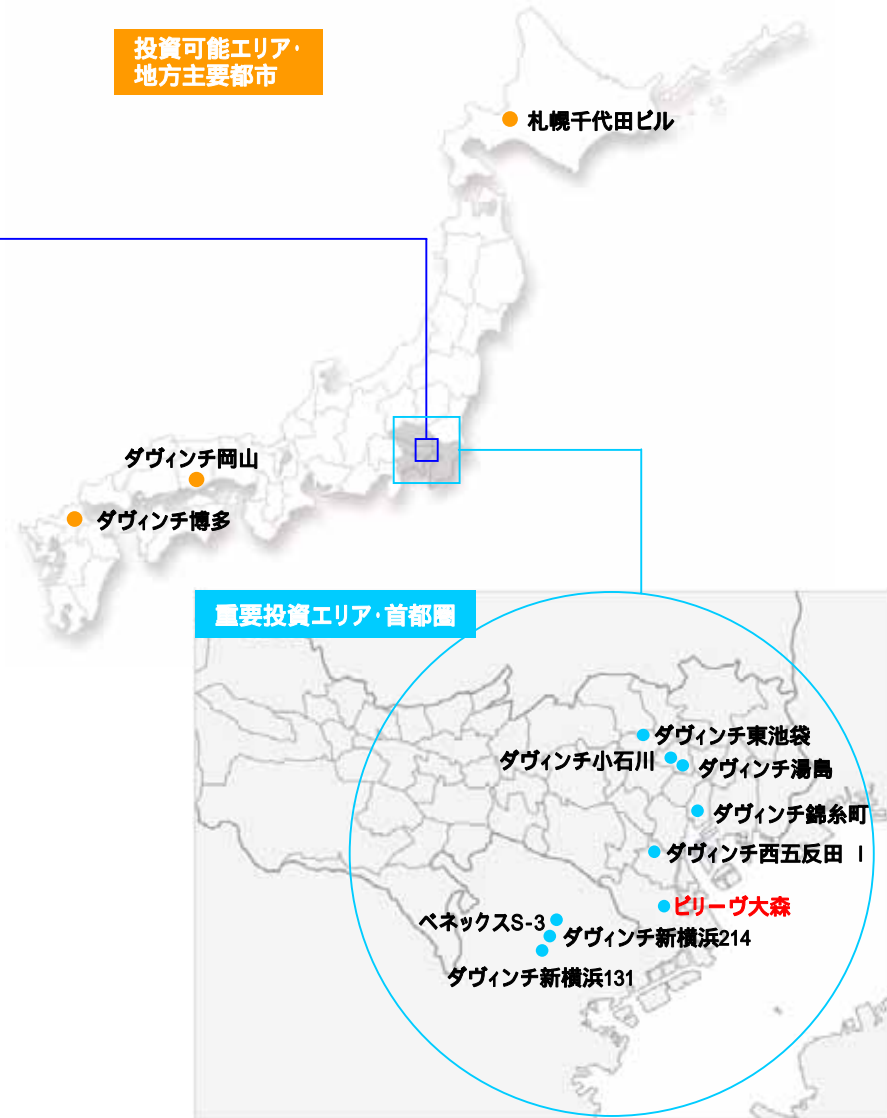 投資可能エリア・
地方主要都市
札幌千代田ビル
ダヴィンチ岡山
ダヴィンチ博多
重要投資エリア・首都圏
ダヴィンチ東池袋
ダヴィンチ小石川
ダヴィンチ湯島
ダヴィンチ錦糸町
ダヴィンチ西五反田 I
ビリーヴ大森
ベネックスS-3
ダヴィンチ新横浜214
ダヴィンチ新横浜131